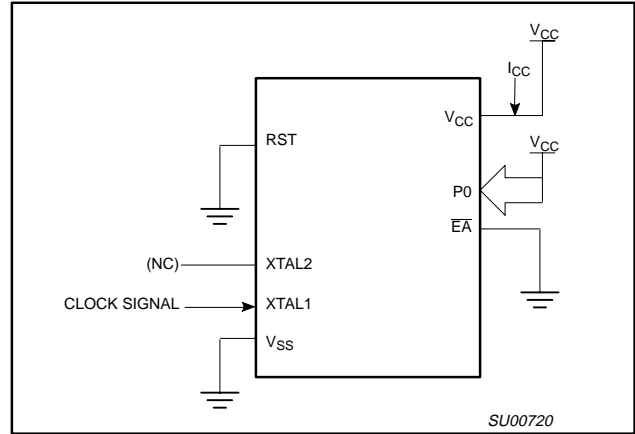 VCC
ICC
VCC
RST
VCC
P0
EA
(NC)
XTAL2
CLOCK SIGNAL
XTAL1
VSS
SU00720